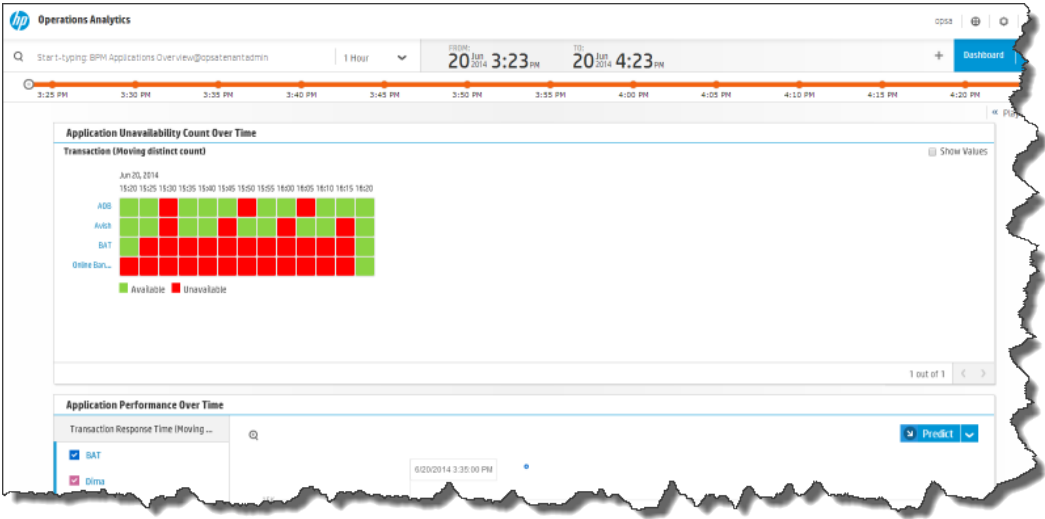 hp Operations Analytics
opsa
Start-typing: BPM Applications Overview@opsatenantadmin
1 Hour
FROM: 20 Jun 2014 3:23 PM
TO: 20 Jun 2014 4:23 PM
+ Dashboard
3:25 PM 3:30 PM 3:35 PM 3:40 PM 3:45 PM 3:50 PM 3:55 PM 4:00 PM 4:05 PM 4:10 PM 4:15 PM 4:20 PM
«
Application Unavailability Count Over Time
Transaction (Moving distinct count)
Show Values
Jun 20, 2014
15:20 15:25 15:30 15:35 15:40 15:45 15:50 15:55 16:00 16:05 16:10 16:15 16:20
ADB
Avish
BAT
Online Ban...
Available Unavailable
1 out of 1 < >
Application Performance Over Time
Transaction Response Time (Moving ...
Predict
BAT
6/20/2014 3:35:00 PM
Dima